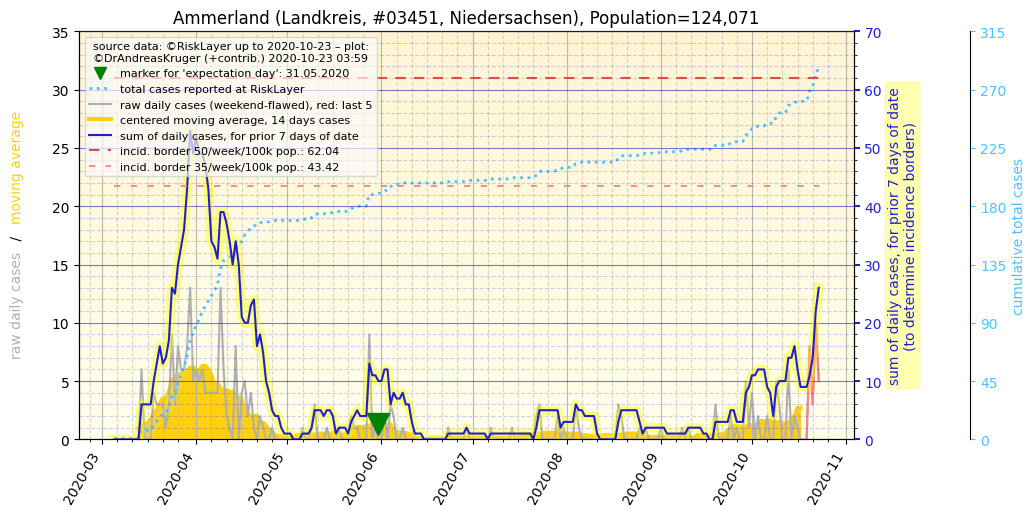 Ammerland (Landkreis, #03451, Niedersachsen), Population=124,071
source data: ©RiskLayer up to 2020-10-23 – plot:
©DrAndreasKruger (+contrib.) 2020-10-23 03:59
marker for 'expectation day': 31.05.2020
total cases reported at RiskLayer
raw daily cases (weekend-flawed), red: last 5
centered moving average, 14 days cases
sum of daily cases, for prior 7 days of date
incid. border 50/week/100k pop.: 62.04
incid. border 35/week/100k pop.: 43.42
raw daily cases / moving average
35
30
25
20
15
10
5
0
70
60
50
40
30
20
10
0
sum of daily cases, for prior 7 days of date
(to determine incidence borders)
315
270
225
180
135
90
45
0
cumulative total cases
2020-03
2020-04
2020-05
2020-06
2020-07
2020-08
2020-09
2020-10
2020-11